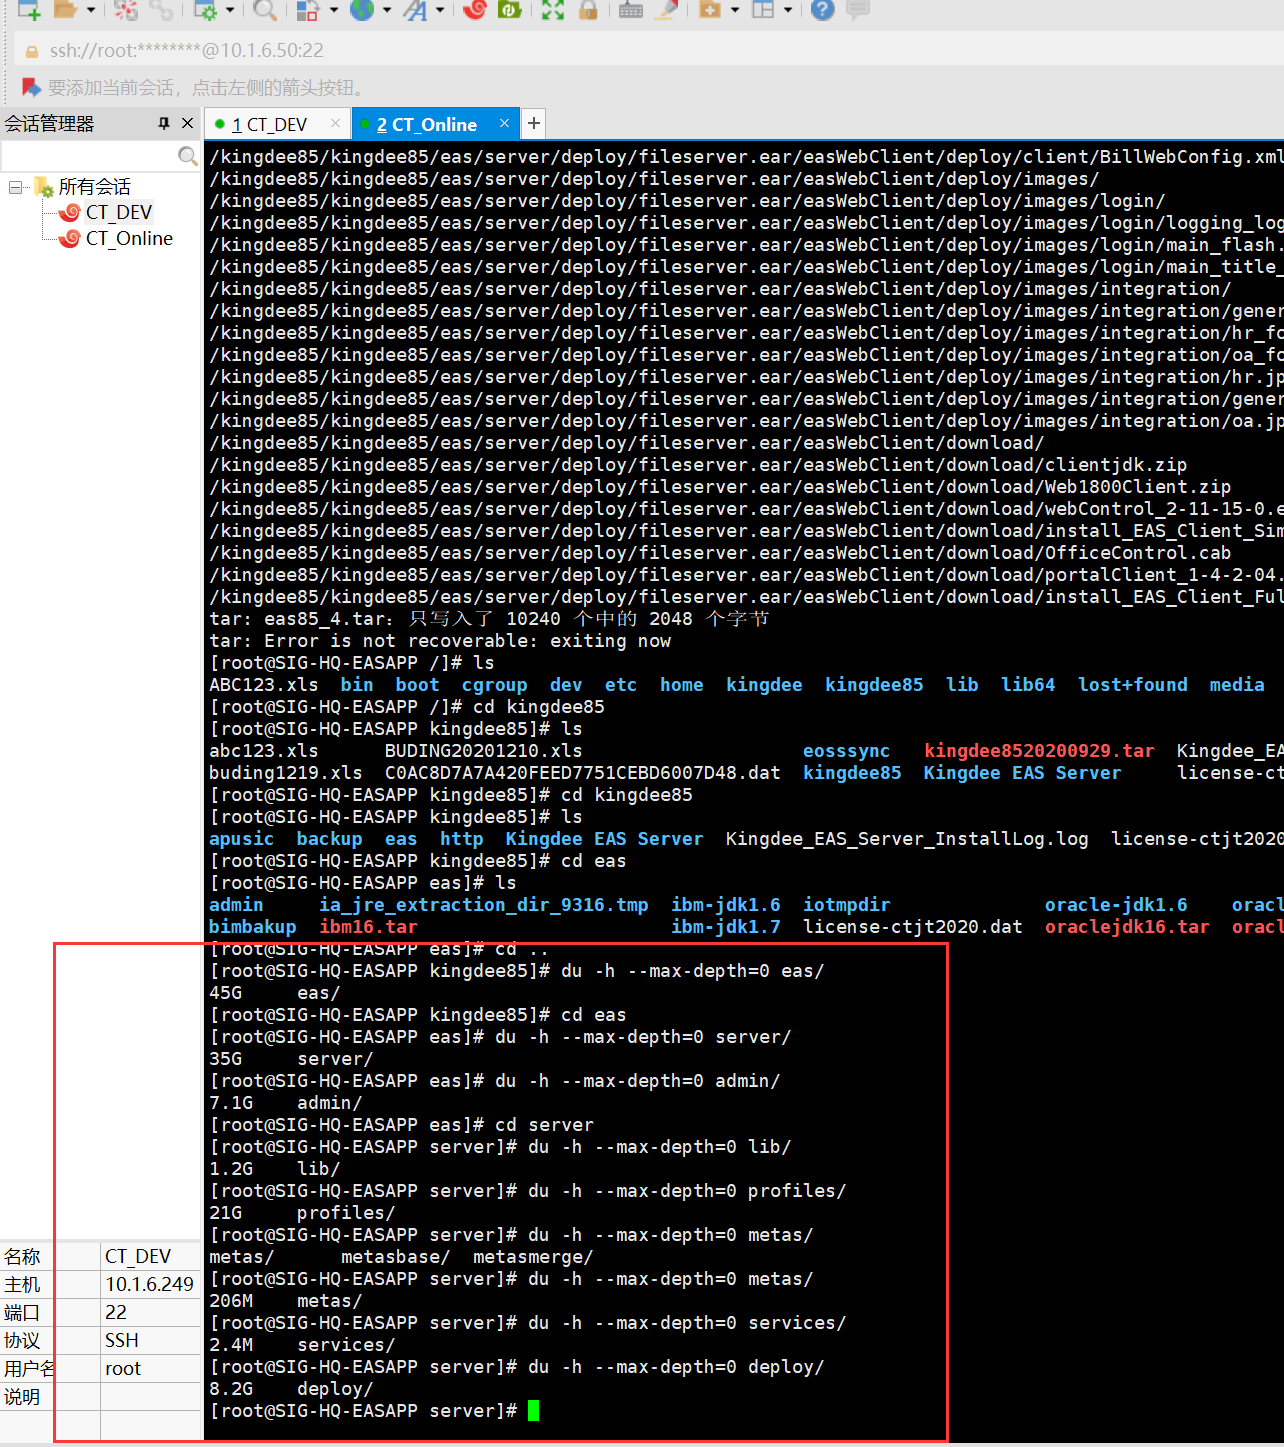 ssh://root:********@10.1.6.50:22
要添加当前会话，点击左侧的箭头按钮。
会话管理器
1 CT_DEV
2 CT_Online
所有会话
CT_DEV
CT_Online
/kingdee85/kingdee85/eas/server/deploy/fileserver.ear/easWebClient/deploy/client/BillWebConfig.xml
/kingdee85/kingdee85/eas/server/deploy/fileserver.ear/easWebClient/deploy/images/
/kingdee85/kingdee85/eas/server/deploy/fileserver.ear/easWebClient/deploy/images/login/
/kingdee85/kingdee85/eas/server/deploy/fileserver.ear/easWebClient/deploy/images/login/logging_log
/kingdee85/kingdee85/eas/server/deploy/fileserver.ear/easWebClient/deploy/images/login/main_flash.
/kingdee85/kingdee85/eas/server/deploy/fileserver.ear/easWebClient/deploy/images/login/main_title_
/kingdee85/kingdee85/eas/server/deploy/fileserver.ear/easWebClient/deploy/images/integration/
/kingdee85/kingdee85/eas/server/deploy/fileserver.ear/easWebClient/deploy/images/integration/gener
/kingdee85/kingdee85/eas/server/deploy/fileserver.ear/easWebClient/deploy/images/integration/hr_fo
/kingdee85/kingdee85/eas/server/deploy/fileserver.ear/easWebClient/deploy/images/integration/oa_fo
/kingdee85/kingdee85/eas/server/deploy/fileserver.ear/easWebClient/deploy/images/integration/hr.jp
/kingdee85/kingdee85/eas/server/deploy/fileserver.ear/easWebClient/deploy/images/integration/gener
/kingdee85/kingdee85/eas/server/deploy/fileserver.ear/easWebClient/deploy/images/integration/oa.jp
/kingdee85/kingdee85/eas/server/deploy/fileserver.ear/easWebClient/download/
/kingdee85/kingdee85/eas/server/deploy/fileserver.ear/easWebClient/download/clientjdk.zip
/kingdee85/kingdee85/eas/server/deploy/fileserver.ear/easWebClient/download/Web1800Client.zip
/kingdee85/kingdee85/eas/server/deploy/fileserver.ear/easWebClient/download/webControl_2-11-15-0.e
/kingdee85/kingdee85/eas/server/deploy/fileserver.ear/easWebClient/download/install_EAS_Client_Sim
/kingdee85/kingdee85/eas/server/deploy/fileserver.ear/easWebClient/download/OfficeControl.cab
/kingdee85/kingdee85/eas/server/deploy/fileserver.ear/easWebClient/download/portalClient_1-4-2-04.
/kingdee85/kingdee85/eas/server/deploy/fileserver.ear/easWebClient/download/install_EAS_Client_Ful
tar: eas85_4.tar：只写入了 10240 个中的 2048 个字节
tar: Error is not recoverable: exiting now
[root@SIG-HQ-EASAPP /]# ls
ABC123.xls  bin  boot  cgroup  dev  etc  home  kingdee  kingdee85  lib  lib64  lost+found  media
[root@SIG-HQ-EASAPP /]# cd kingdee85
[root@SIG-HQ-EASAPP kingdee85]# ls
abc123.xls      BUDING20201210.xls                    eosssync   kingdee8520200929.tar  Kingdee_EA
buding1219.xls  C0AC8D7A7A420FEED7751CEBD6007D48.dat  kingdee85  Kingdee EAS Server     license-ct
[root@SIG-HQ-EASAPP kingdee85]# cd kingdee85
[root@SIG-HQ-EASAPP kingdee85]# ls
apusic  backup  eas  http  Kingdee EAS Server  Kingdee_EAS_Server_InstallLog.log  license-ctjt2020
[root@SIG-HQ-EASAPP kingdee85]# cd eas
[root@SIG-HQ-EASAPP eas]# ls
admin     ia_jre_extraction_dir_9316.tmp  ibm-jdk1.6  iotmpdir              oracle-jdk1.6    orac
bimbakup  ibm16.tar                       ibm-jdk1.7  license-ctjt2020.dat  oraclejdk16.tar  orac
[root@SIG-HQ-EASAPP eas]# cd ..
[root@SIG-HQ-EASAPP kingdee85]# du -h --max-depth=0 eas/
45G     eas/
[root@SIG-HQ-EASAPP kingdee85]# cd eas
[root@SIG-HQ-EASAPP eas]# du -h --max-depth=0 server/
35G     server/
[root@SIG-HQ-EASAPP eas]# du -h --max-depth=0 admin/
7.1G    admin/
[root@SIG-HQ-EASAPP eas]# cd server
[root@SIG-HQ-EASAPP server]# du -h --max-depth=0 lib/
1.2G    lib/
[root@SIG-HQ-EASAPP server]# du -h --max-depth=0 profiles/
21G     profiles/
[root@SIG-HQ-EASAPP server]# du -h --max-depth=0 metas/
metas/      metasbase/  metasmerge/
[root@SIG-HQ-EASAPP server]# du -h --max-depth=0 metas/
206M    metas/
[root@SIG-HQ-EASAPP server]# du -h --max-depth=0 services/
2.4M    services/
[root@SIG-HQ-EASAPP server]# du -h --max-depth=0 deploy/
8.2G    deploy/
[root@SIG-HQ-EASAPP server]#
名称 CT_DEV
主机 10.1.6.249
端口 22
协议 SSH
用户名 root
说明